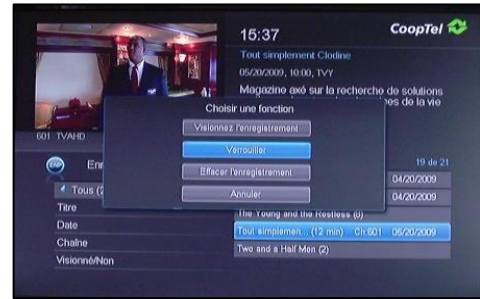 15:37
CoopTel
Tout simplement Clodine
05/20/2009, 10:00, TVY
Magazine axé sur la recherche de solutions
es de la vie
601 TVAHD
Choisir une fonction
Visionnez l'enregistrement
Verrouiller
Effacer l'enregistrement
Annuler
Enr
19 de 21
Tous (2
04/20/2009
Titre
04/20/2009
Date
The Young and the Restless (6)
Chaîne
Tout simplemen... (12 min) Ch.601 05/20/2009
Visionné/Non
Two and a Half Men (2)